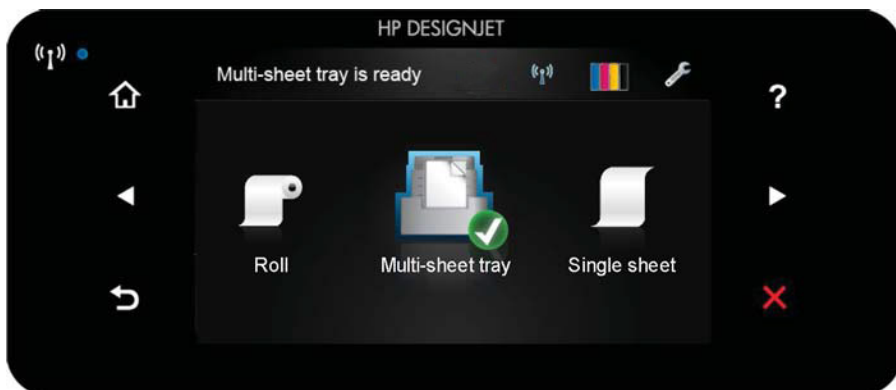 HP DESIGNJET
Multi-sheet tray is ready
?
Roll
Multi-sheet tray
Single sheet